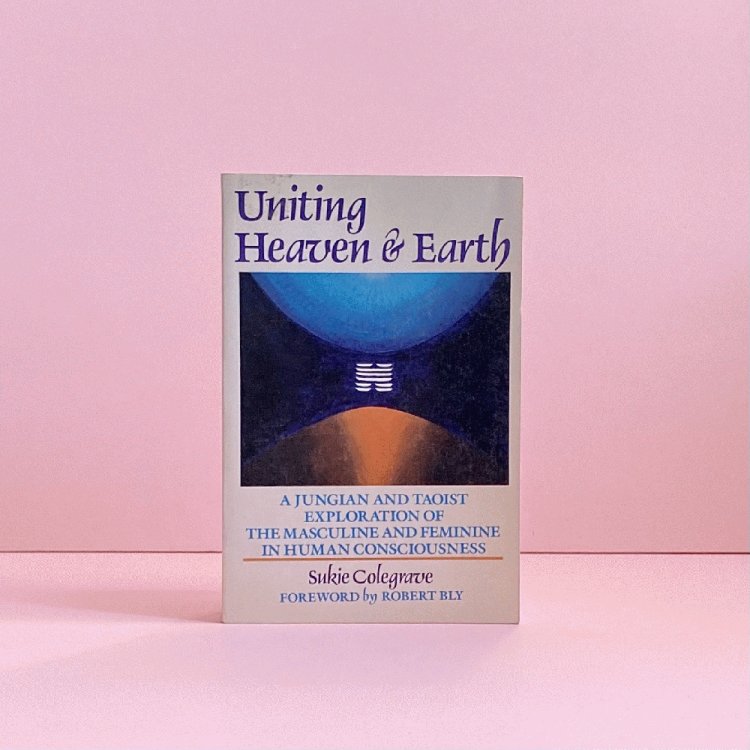 Uniting
Heaven & Earth
A JUNGIAN AND TAOIST
EXPLORATION OF
THE MASCULINE AND FEMININE
IN HUMAN CONSCIOUSNESS
Sukie Colegrave
FOREWORD by ROBERT BLY